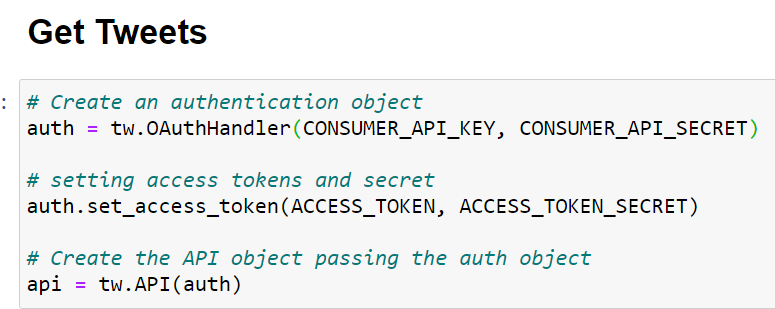 Get Tweets
:
# Create an authentication object
auth = tw.OAuthHandler(CONSUMER_API_KEY, CONSUMER_API_SECRET)
# setting access tokens and secret
auth.set_access_token(ACCESS_TOKEN, ACCESS_TOKEN_SECRET)
# Create the API object passing the auth object
api = tw.API(auth)